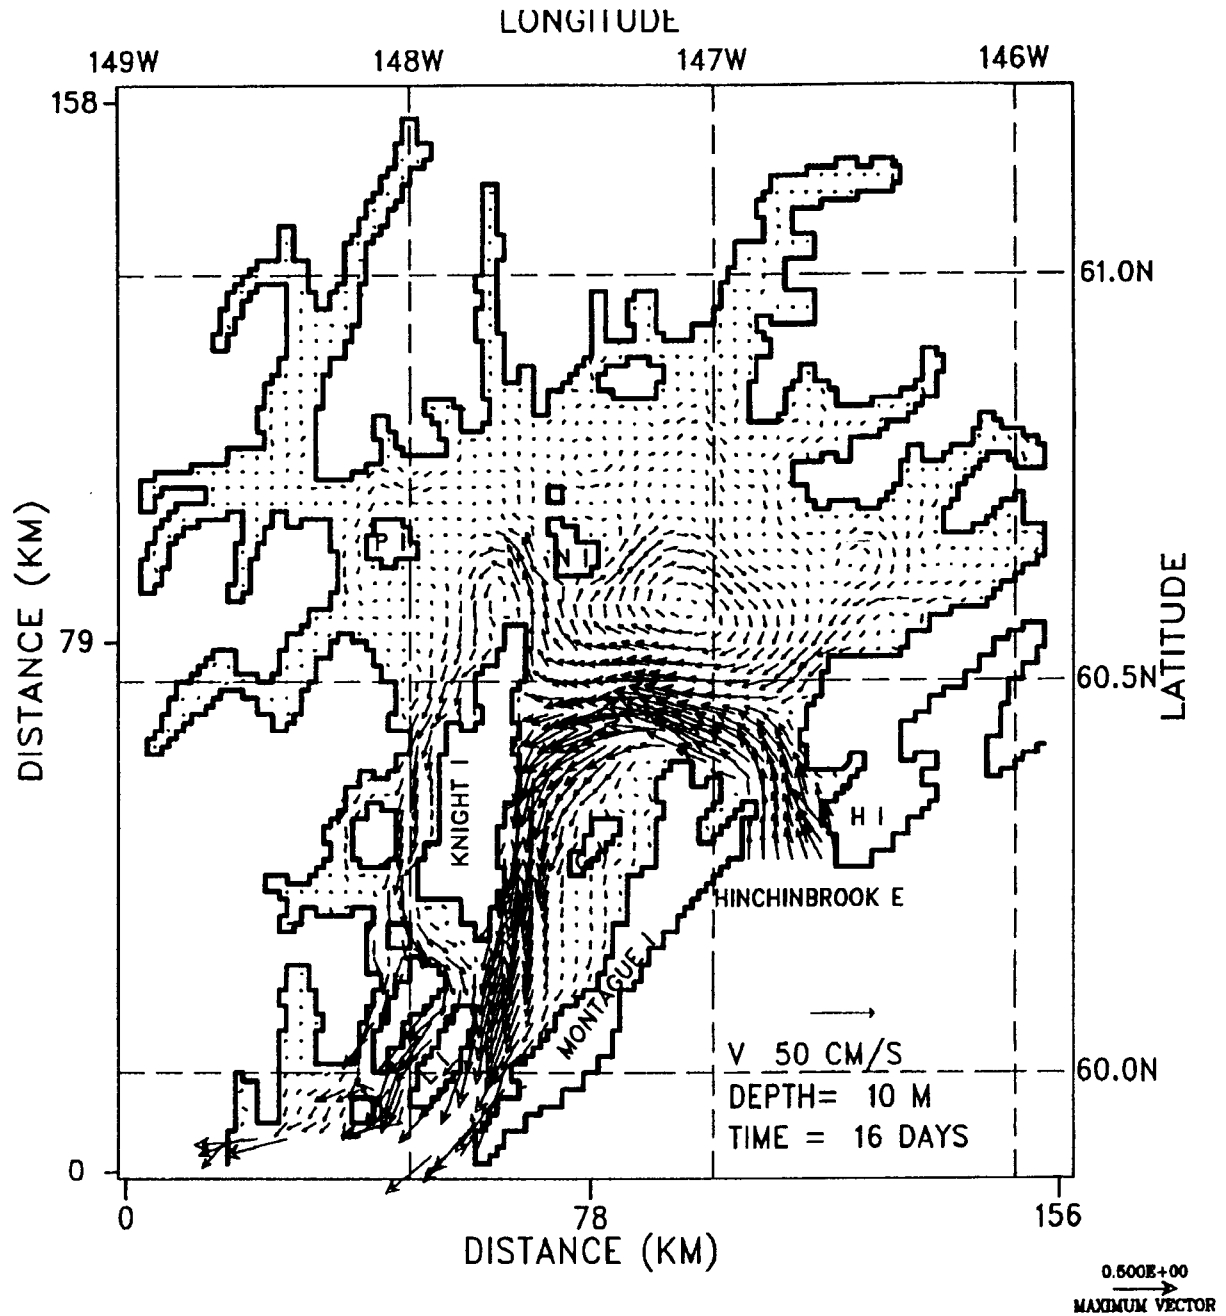 LONGITUDE
149W 148W 147W 146W
158
61.0N
P I
N I
DISTANCE (KM)
LATITUDE
79
60.5N
KNIGHT I
H I
HINCHINBROOK E
MONTAGUE I
V 50 CM/S
60.0N
DEPTH= 10 M
TIME = 16 DAYS
0
0 78 156
DISTANCE (KM)
0.500E+00
MAXIMUM VECTOR